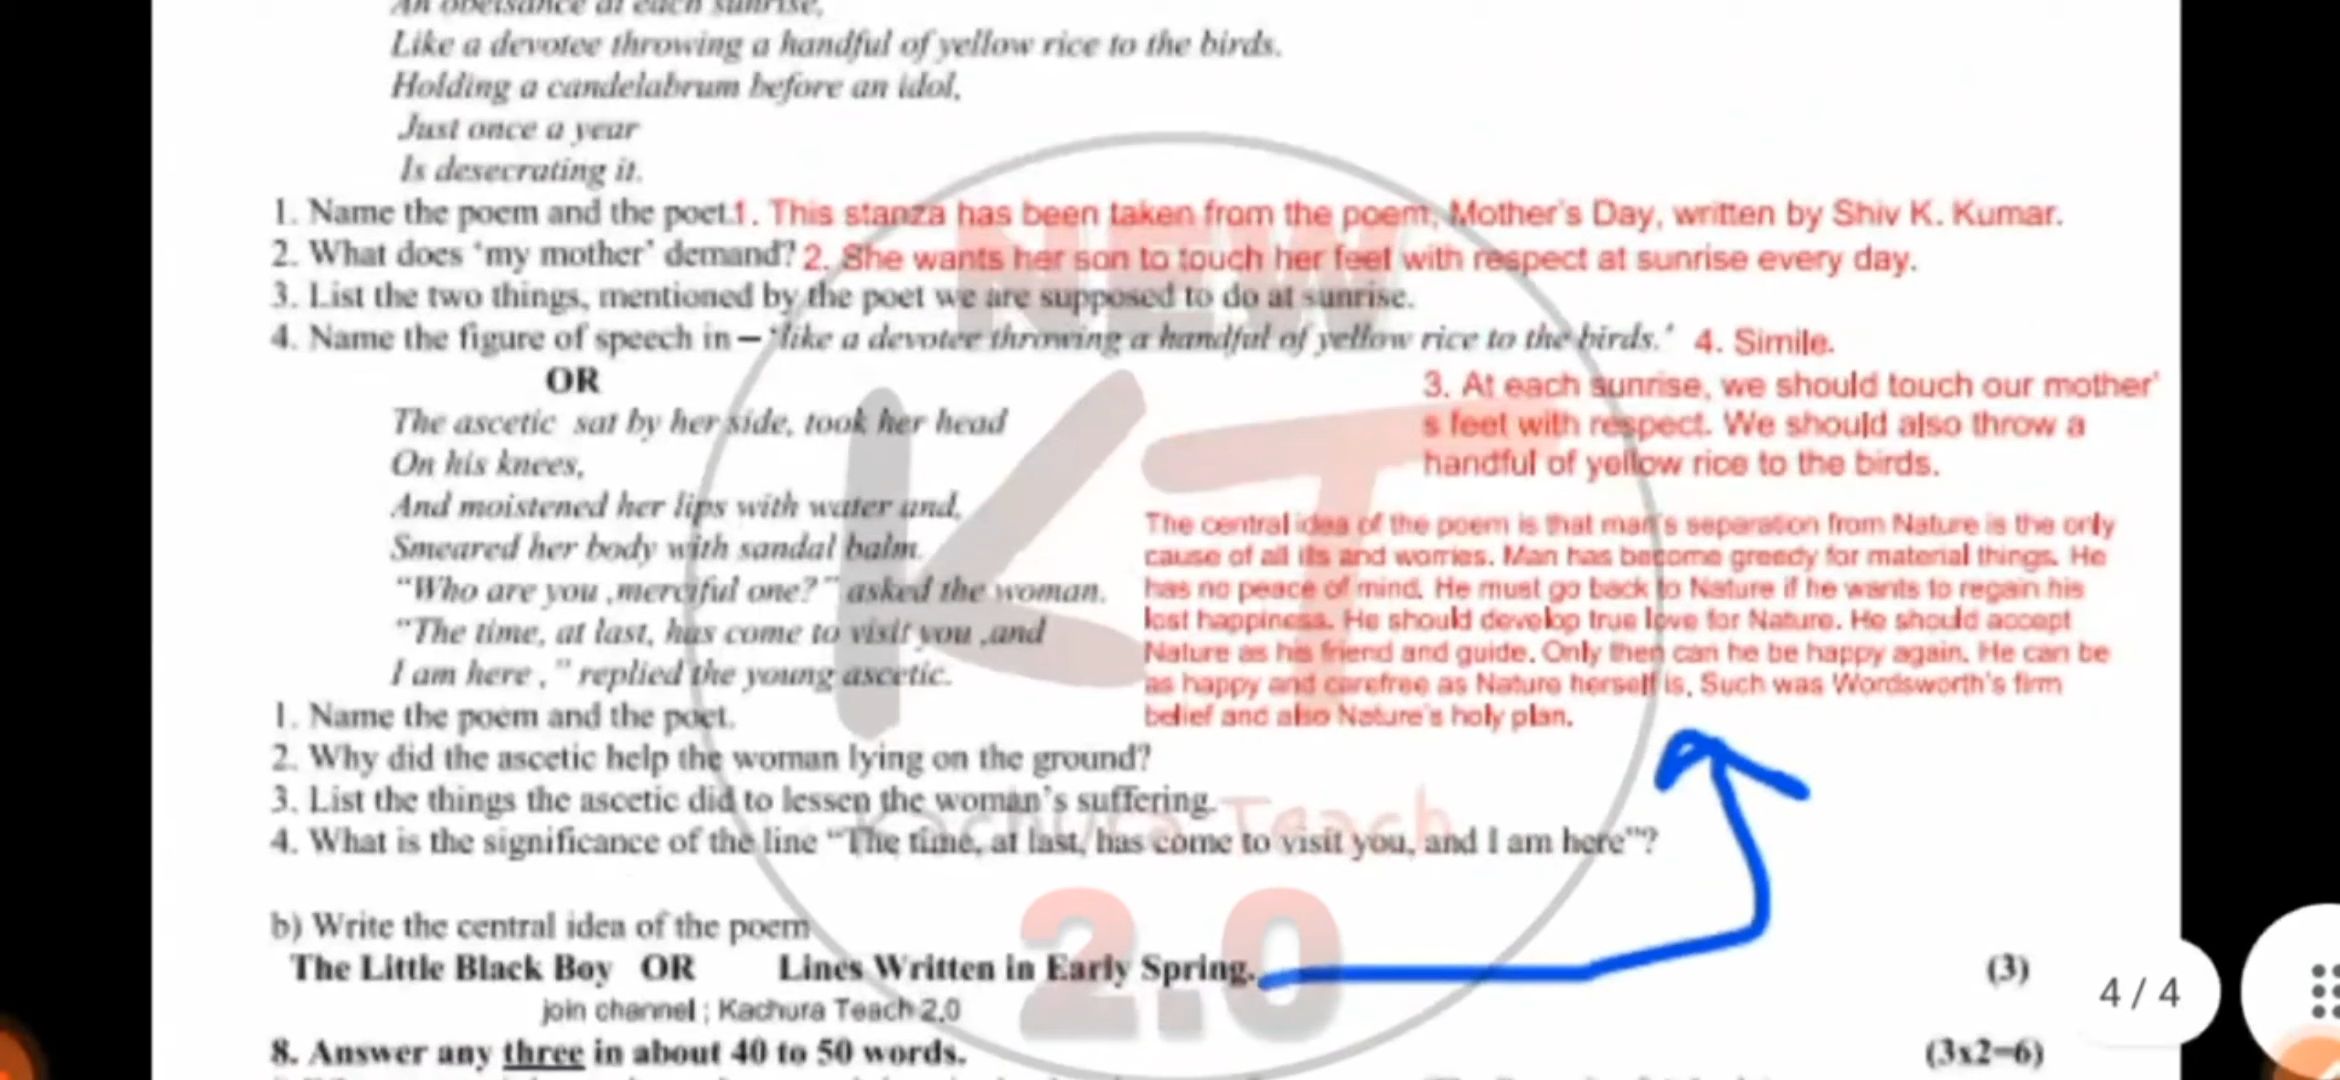 An obeisance at each sunrise,
Like a devotee throwing a handful of yellow rice to the birds.
Holding a candelabrum before an idol,
Just once a year
Is desecrating it.
1. Name the poem and the poet.1. This stanza has been taken from the poem, Mother's Day, written by Shiv K. Kumar.
2. What does 'my mother' demand? 2. She wants her son to touch her feet with respect at sunrise every day.
3. List the two things, mentioned by the poet we are supposed to do at sunrise.
4. Name the figure of speech in – 'like a devotee throwing a handful of yellow rice to the birds.' 4. Simile.
OR
3. At each sunrise, we should touch our mother'
s feet with respect. We should also throw a
handful of yellow rice to the birds.
The ascetic sat by her side, took her head
On his knees,
And moistened her lips with water and,
Smeared her body with sandal balm.
"Who are you ,merciful one?" asked the woman.
"The time, at last, has come to visit you ,and
I am here ," replied the young ascetic.
The central idea of the poem is that man's separation from Nature is the only
cause of all ills and worries. Man has become greedy for material things. He
has no peace of mind. He must go back to Nature if he wants to regain his
lost happiness. He should develop true love for Nature. He should accept
Nature as his friend and guide. Only then can he be happy again. He can be
as happy and carefree as Nature herself is. Such was Wordsworth's firm
belief and also Nature's holy plan.
1. Name the poem and the poet.
2. Why did the ascetic help the woman lying on the ground?
3. List the things the ascetic did to lessen the woman's suffering.
4. What is the significance of the line "The time, at last, has come to visit you, and I am here"?
b) Write the central idea of the poem
The Little Black Boy OR Lines Written in Early Spring. (3)
join channel ; Kachura Teach 2.0
8. Answer any three in about 40 to 50 words. (3x2=6)
NEW
KT
Kachura Teach
2.0
4 / 4